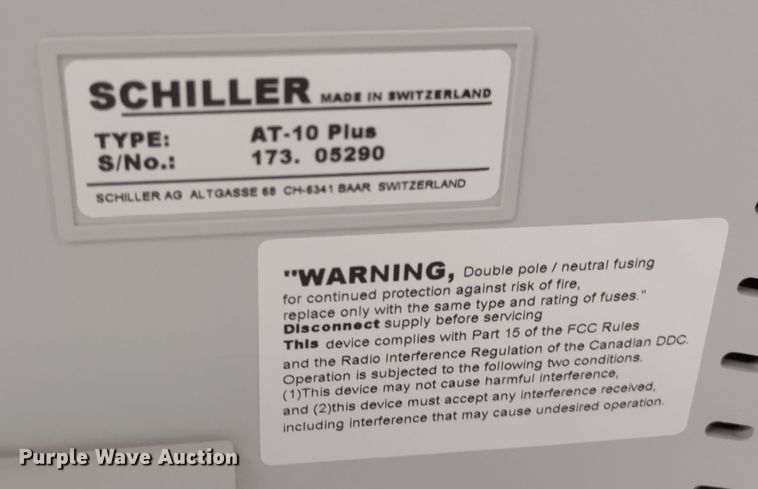 SCHILLER MADE IN SWITZERLAND
TYPE: AT-10 Plus
S/No.: 173. 05290
SCHILLER AG ALTGASSE 68 CH-6341 BAAR SWITZERLAND
"WARNING, Double pole / neutral fusing
for continued protection against risk of fire,
replace only with the same type and rating of fuses."
Disconnect supply before servicing
This device complies with Part 15 of the FCC Rules
and the Radio Interference Regulation of the Canadian DDC.
Operation is subjected to the following two conditions.
(1)This device may not cause harmful interference,
and (2)this device must accept any interference received,
including interference that may cause undesired operation.
Purple Wave Auction